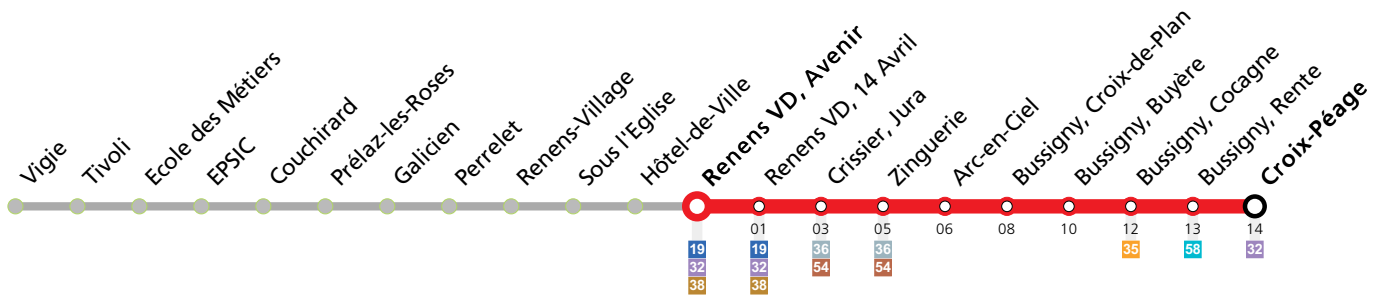 Vigie
Tivoli
Ecole des Métiers
EPSIC
Couchirard
Prélaz-les-Roses
Galicien
Perrelet
Renens-Village
Sous l'Eglise
Hôtel-de-Ville
Renens VD, Avenir
Renens VD, 14 Avril
Crissier, Jura
Zinguerie
Arc-en-Ciel
Bussigny, Croix-de-Plan
Bussigny, Buyère
Bussigny, Cocagne
Bussigny, Rente
Croix-Péage
01 03 05 06 08 10 12 13 14
19 19 36 36 35 58 32
32 32 54 54
38 38